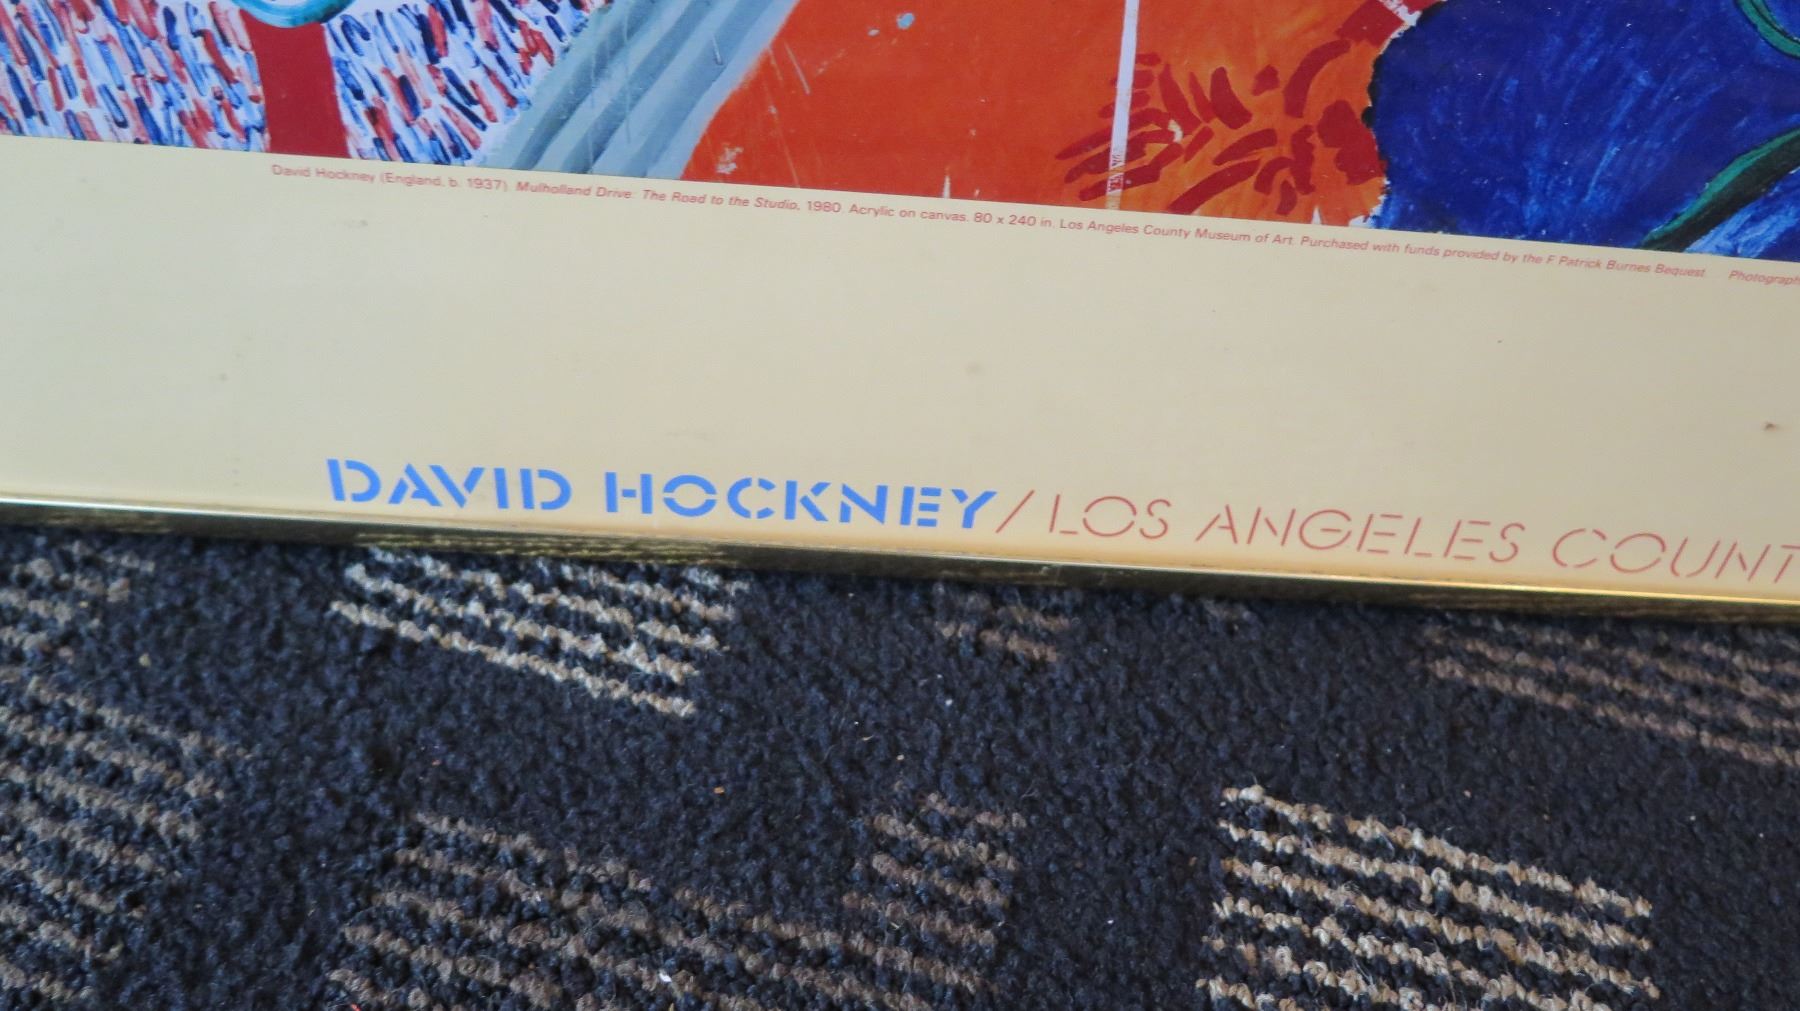 David Hockney (England, b. 1937). Mulholland Drive: The Road to the Studio, 1980. Acrylic on canvas. 80 x 240 in. Los Angeles County Museum of Art. Purchased with funds provided by the F Patrick Burnes Bequest. Photograph
DAVID HOCKNEY/LOS ANGELES COUNT